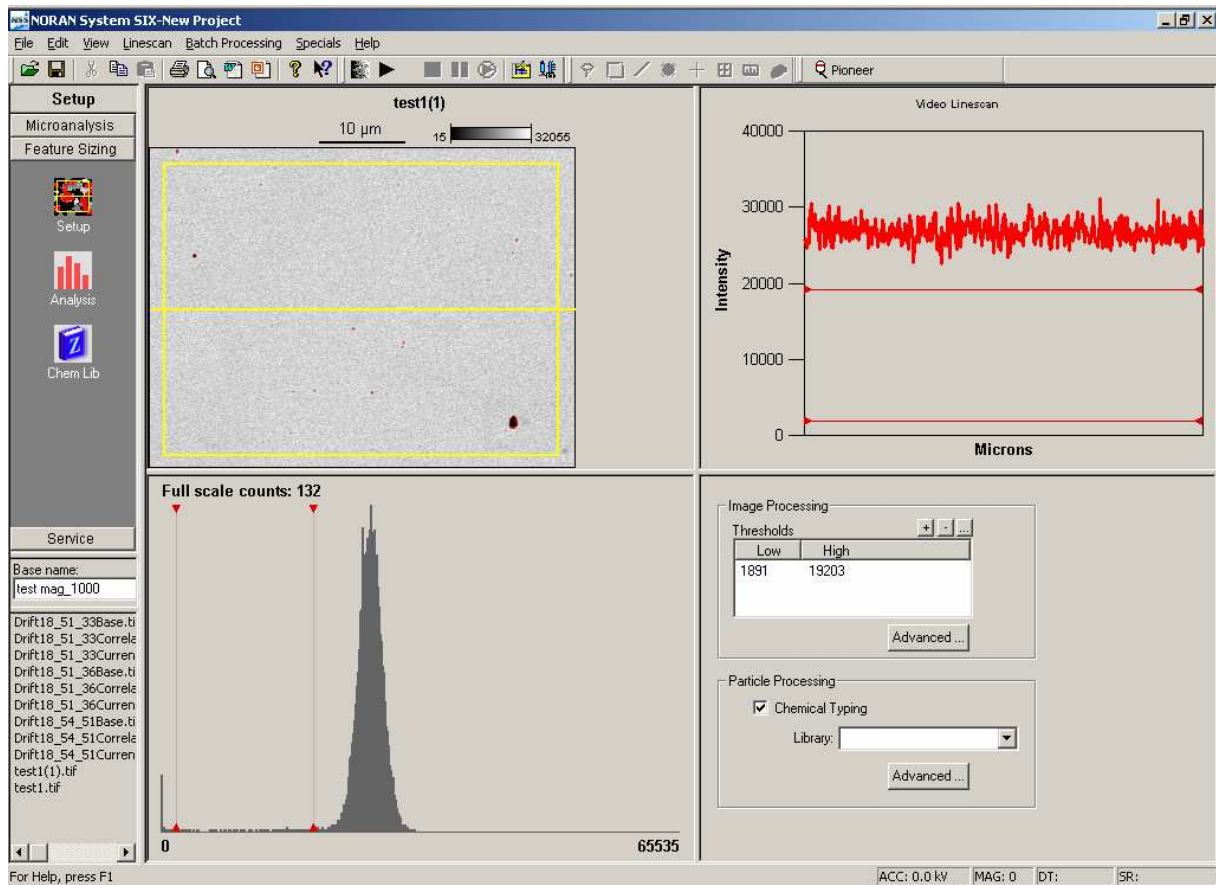 NORAN System SIX-New Project
File Edit View Linescan Batch Processing Specials Help
Pioneer
Setup
Microanalysis
Feature Sizing
Setup
Analysis
Chem Lib
Service
Base name:
test mag_1000
Drift18_51_33Base.ti
Drift18_51_33Correla
Drift18_51_33Curren
Drift18_51_36Base.ti
Drift18_51_36Correla
Drift18_51_36Curren
Drift18_54_51Base.ti
Drift18_54_51Correla
Drift18_54_51Curren
test1(1).tif
test1.tif
test1(1)
10 µm
15 32055
Video Linescan
40000
30000
20000
10000
0
Intensity
Microns
Full scale counts: 132
0 65535
Image Processing
Thresholds + - ...
Low High
1891 19203
Advanced ...
Particle Processing
Chemical Typing
Library:
Advanced ...
For Help, press F1
ACC: 0.0 kV MAG: 0 DT: SR: